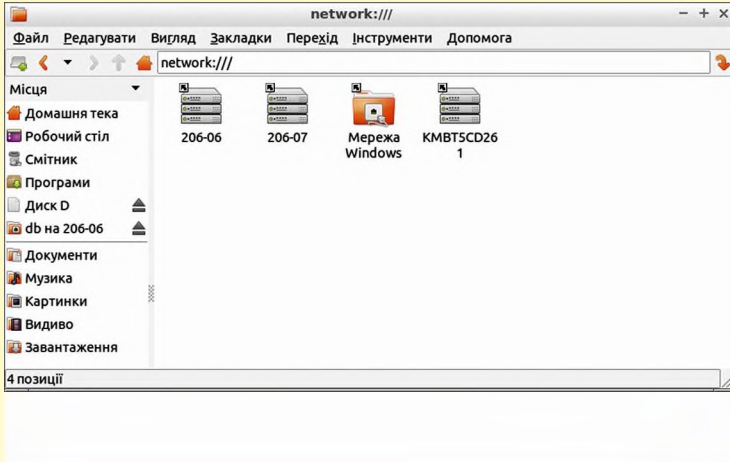 network:///
Файл Редагувати Вигляд Закладки Перехід Інструменти Допомога
network:///
Місця
Домашня тека
Робочий стіл
Смітник
Програми
Диск D
db на 206-06
Документи
Музика
Картинки
Видиво
Завантаження
206-06
206-07
Мережа
Windows
KMBT5CD26
1
4 позиції